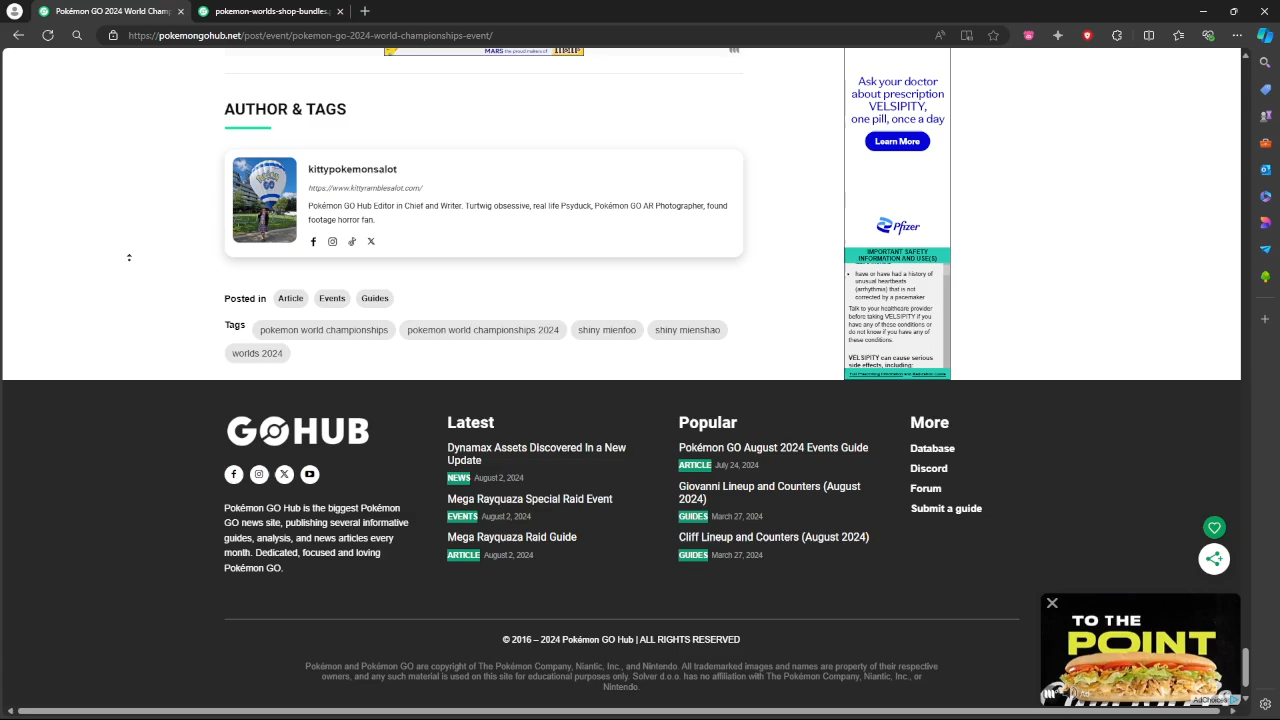 Pokémon GO 2024 World Champions
https://pokemongohub.net/post/event/pokemon-go-2024-world-championships-event/
MARS the proud makers of
AUTHOR & TAGS
kittypokemonsalot
https://www.kittyramblesalot.com/
Pokémon GO Hub Editor in Chief and Writer. Turtwig obsessive, real life Psyduck, Pokémon GO AR Photographer, found
footage horror fan.
Posted in Article Events Guides
Tags pokemon world championships pokemon world championships 2024 shiny mienfoo shiny mienshao
worlds 2024
Ask your doctor
about prescription
VELSIPITY,
one pill, once a day
Learn More
Pfizer
IMPORTANT SAFETY
INFORMATION AND USE(S)
have or have had a history of
unusual heartbeats
(arrhythmia) that is not
corrected by a pacemaker
Talk to your healthcare provider
before taking VELSIPITY if you
have any of these conditions or
do not know if you have any of
these conditions.
VELSIPITY can cause serious
side effects, including:
GO HUB
Pokémon GO Hub is the biggest Pokémon
GO news site, publishing several informative
guides, analysis, and news articles every
month. Dedicated, focused and loving
Pokémon GO.
Latest
Dynamax Assets Discovered In a New
Update
NEWS August 2, 2024
Mega Rayquaza Special Raid Event
EVENTS August 2, 2024
Mega Rayquaza Raid Guide
ARTICLE August 2, 2024
Popular
Pokémon GO August 2024 Events Guide
ARTICLE July 24, 2024
Giovanni Lineup and Counters (August
2024)
GUIDES March 27, 2024
Cliff Lineup and Counters (August 2024)
GUIDES March 27, 2024
More
Database
Discord
Forum
Submit a guide
TO THE
POINT
Ad
AdChoices
© 2016 – 2024 Pokémon GO Hub | ALL RIGHTS RESERVED
Pokémon and Pokémon GO are copyright of The Pokémon Company, Niantic, Inc., and Nintendo. All trademarked images and names are property of their respective
owners, and any such material is used on this site for educational purposes only. Solver d.o.o. has no affiliation with The Pokémon Company, Niantic, Inc., or
Nintendo.